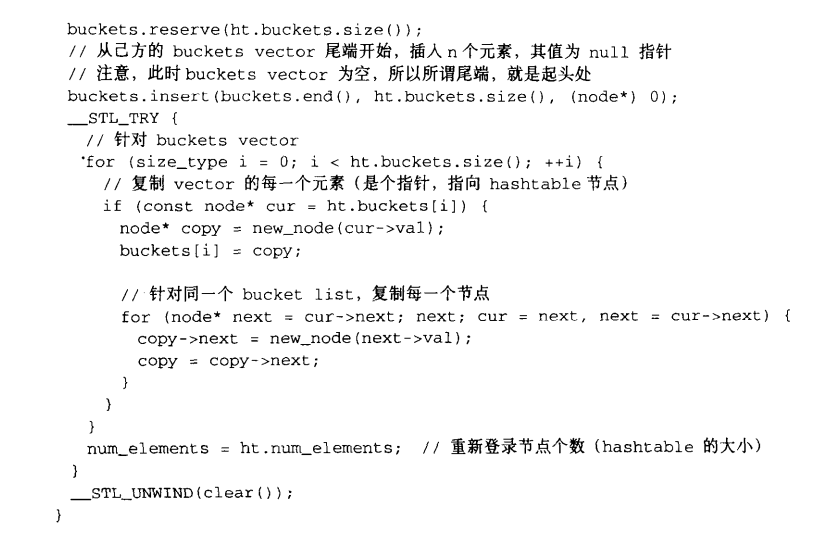 buckets.reserve(ht.buckets.size());
// 从己方的 buckets vector 尾端开始，插入 n 个元素，其值为 null 指针
// 注意，此时 buckets vector 为空，所以所谓尾端，就是起头处
buckets.insert(buckets.end(), ht.buckets.size(), (node*) 0);
__STL_TRY {
// 针对 buckets vector
for (size_type i = 0; i < ht.buckets.size(); ++i) {
// 复制 vector 的每一个元素（是个指针，指向 hashtable 节点）
if (const node* cur = ht.buckets[i]) {
node* copy = new_node(cur->val);
buckets[i] = copy;
// 针对同一个 bucket list，复制每一个节点
for (node* next = cur->next; next; cur = next, next = cur->next) {
copy->next = new_node(next->val);
copy = copy->next;
}
}
}
num_elements = ht.num_elements; // 重新登录节点个数（hashtable 的大小）
}
__STL_UNWIND(clear());
}